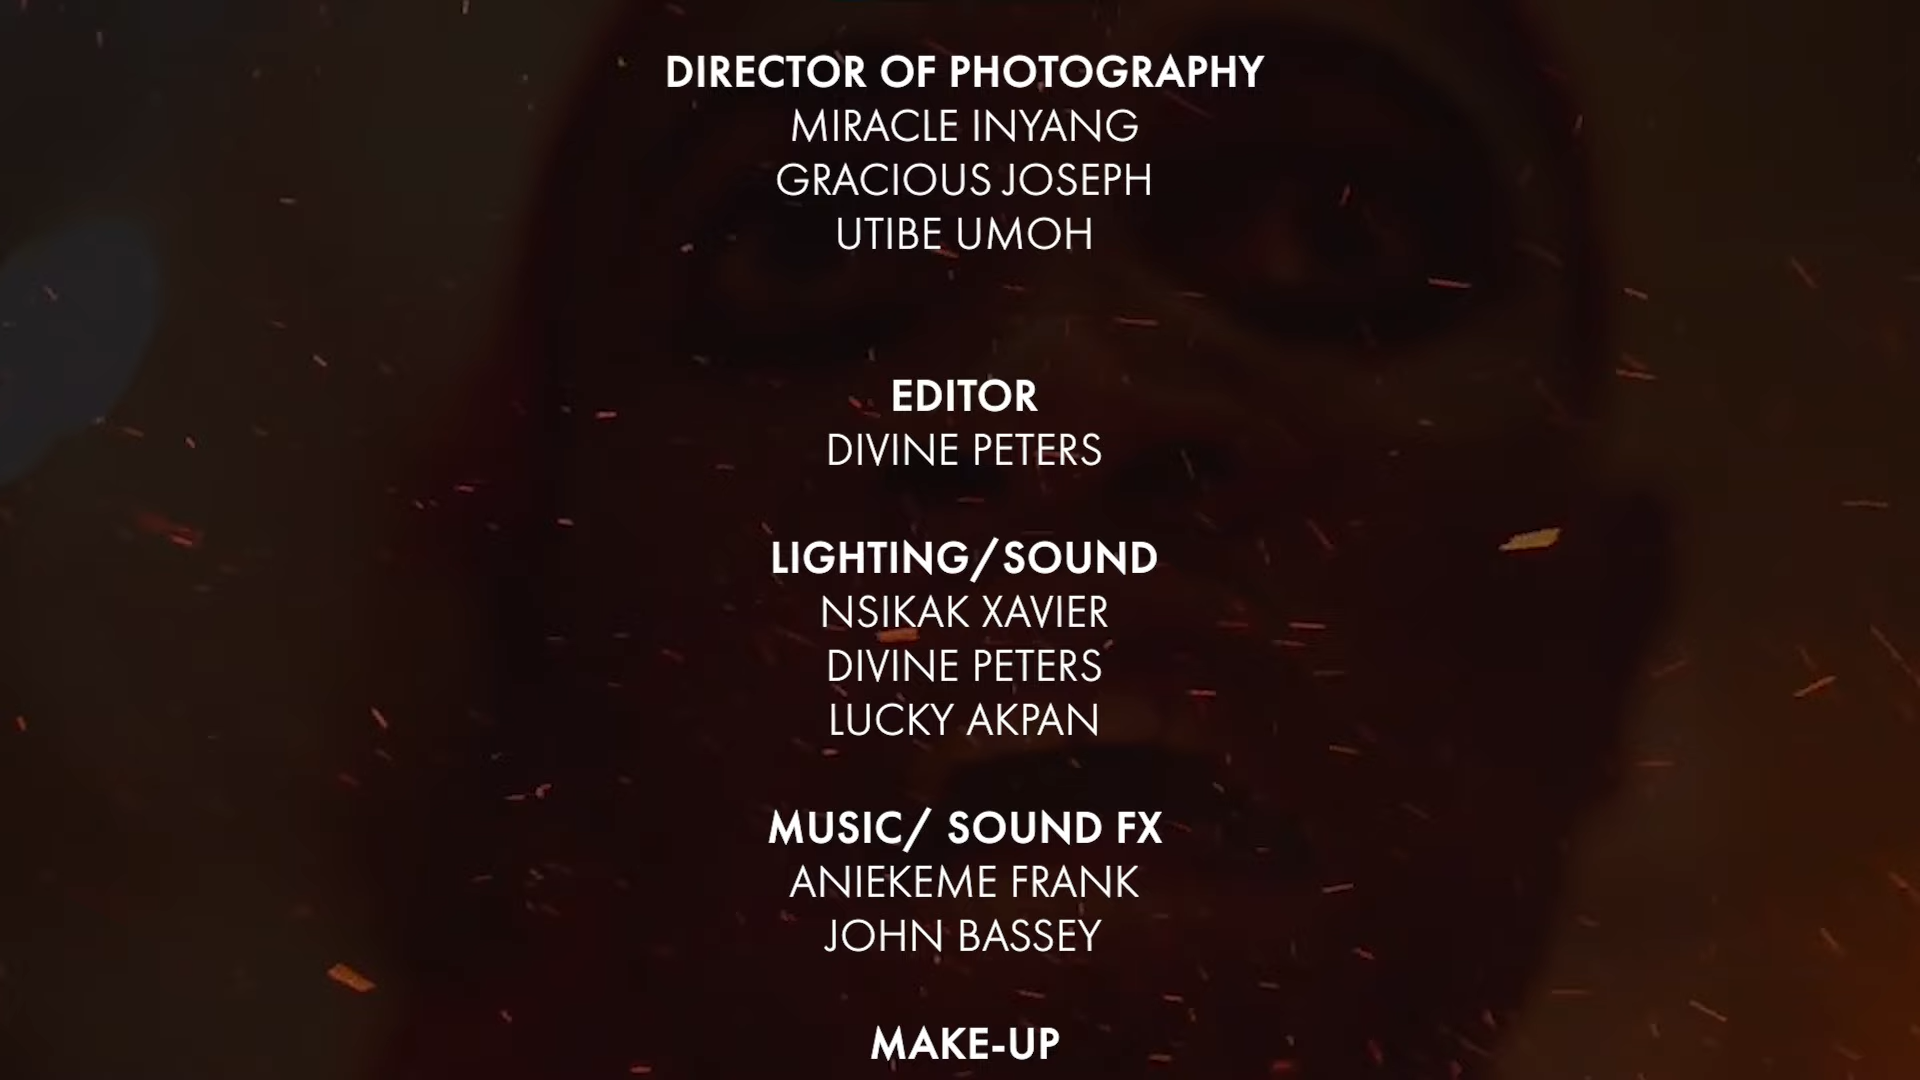 DIRECTOR OF PHOTOGRAPHY
MIRACLE INYANG
GRACIOUS JOSEPH
UTIBE UMOH
EDITOR
DIVINE PETERS
LIGHTING/SOUND
NSIKAK XAVIER
DIVINE PETERS
LUCKY AKPAN
MUSIC/ SOUND FX
ANIEKEME FRANK
JOHN BASSEY
MAKE-UP